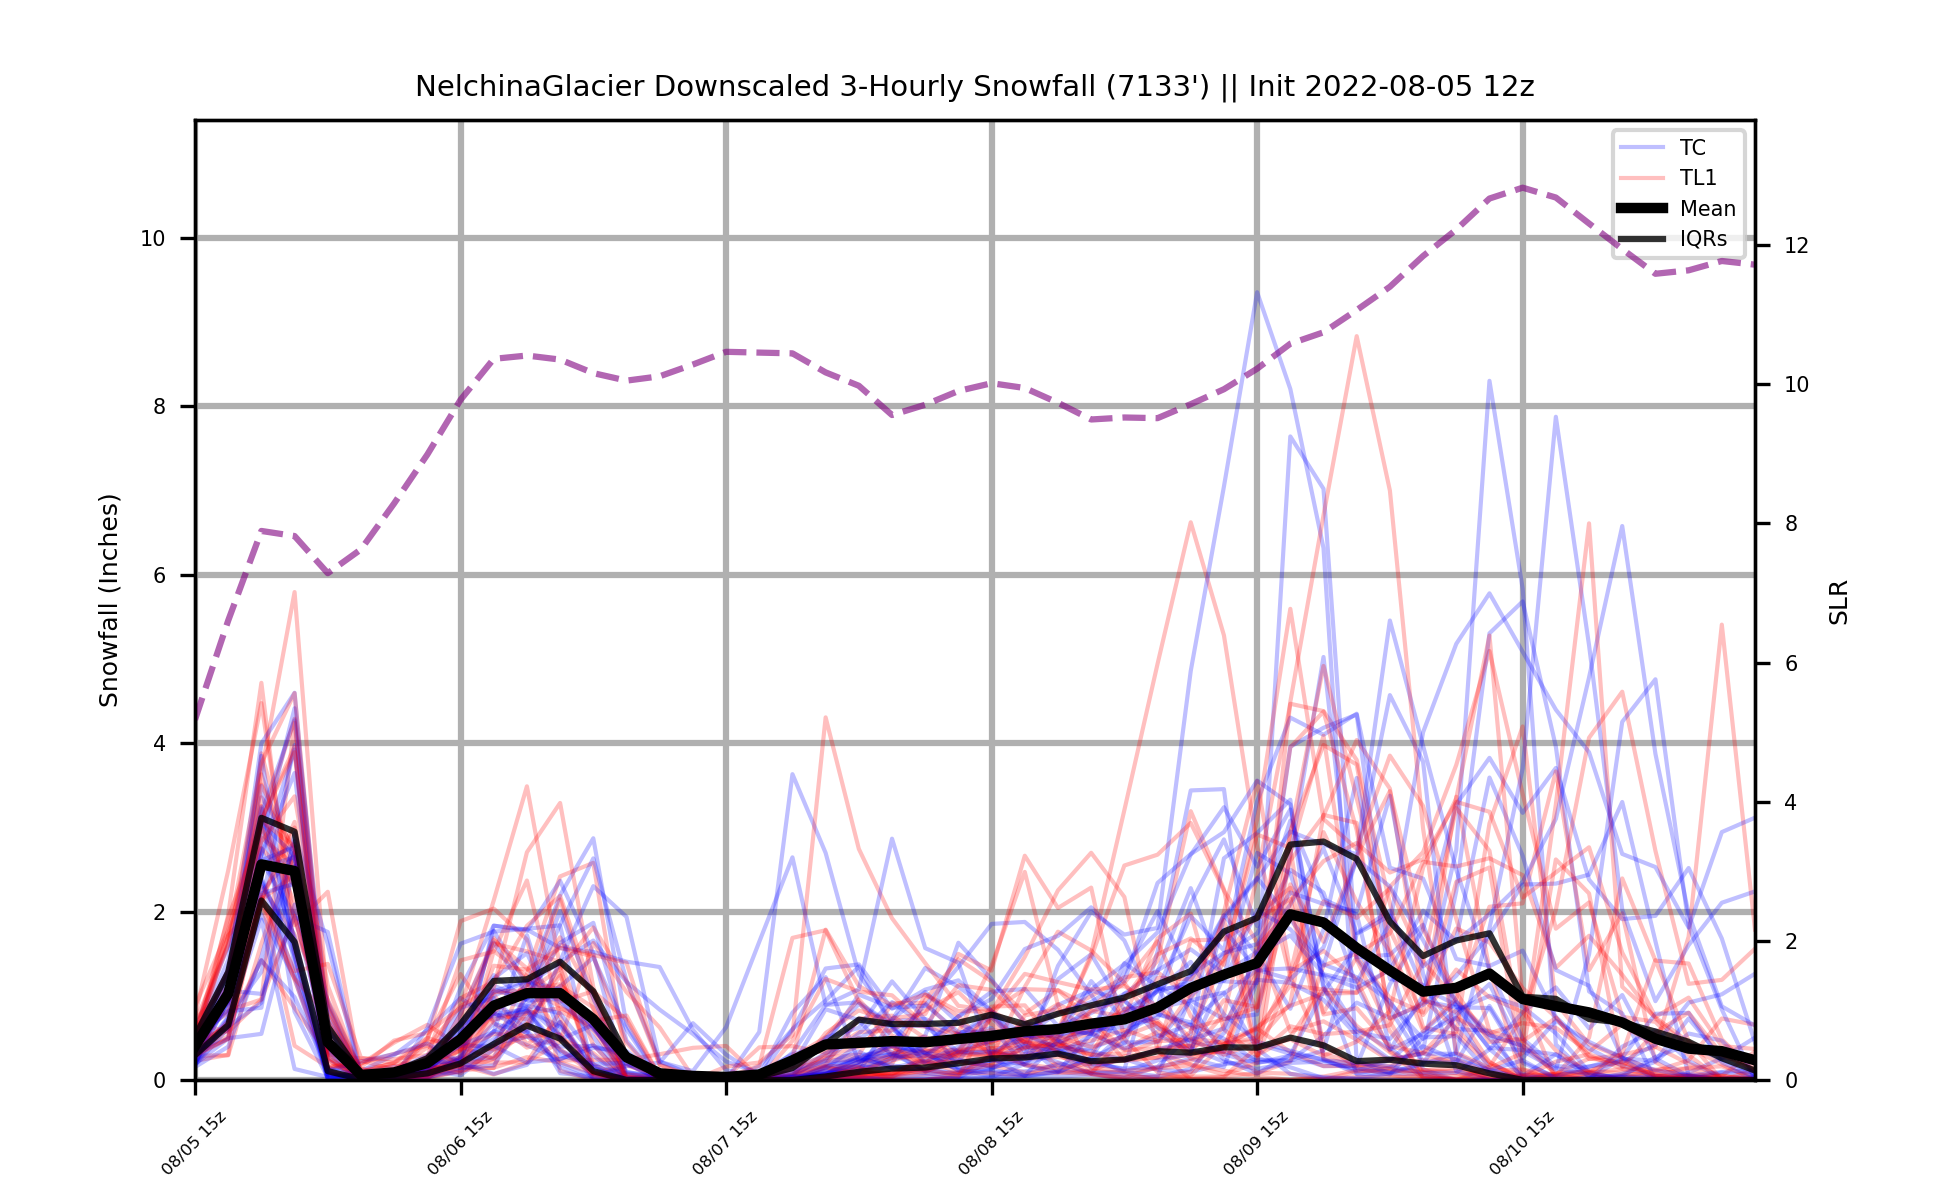 NelchinaGlacier Downscaled 3-Hourly Snowfall (7133') || Init 2022-08-05 12z
TC
TL1
Mean
IQRs
Snowfall (Inches)
10
8
6
4
2
0
SLR
12
10
8
6
4
2
0
08/05 15z
08/06 15z
08/07 15z
08/08 15z
08/09 15z
08/10 15z